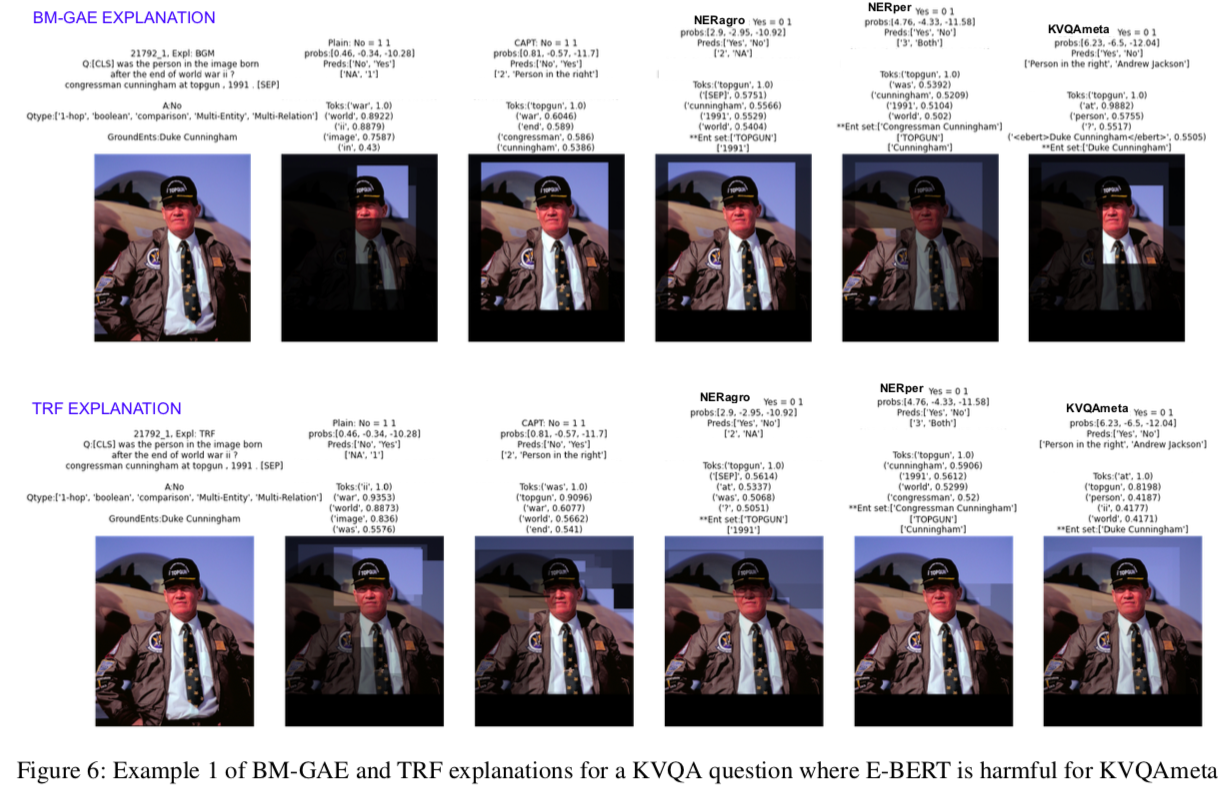 BM-GAE EXPLANATION
21792_1, Expl: BGM
Q:[CLS] was the person in the image born
after the end of world war ii ?
congressman cunningham at topgun , 1991 . [SEP]
A:No
Qtype:['1-hop', 'boolean', 'comparison', 'Multi-Entity', 'Multi-Relation']
GroundEnts:Duke Cunningham
Plain: No = 1 1
probs:[0.46, -0.34, -10.28]
Preds:['No', 'Yes']
['NA', '1']
Toks:('war', 1.0)
('world', 0.8922)
('ii', 0.8879)
('image', 0.7587)
('in', 0.43)
CAPT: No = 1 1
probs:[0.81, -0.57, -11.7]
Preds:['No', 'Yes']
['2', 'Person in the right']
Toks:('topgun', 1.0)
('war', 0.6046)
('end', 0.589)
('congressman', 0.586)
('cunningham', 0.5386)
NERagro Yes = 0 1
probs:[2.9, -2.95, -10.92]
Preds:['Yes', 'No']
['2', 'NA']
Toks:('topgun', 1.0)
('[SEP]', 0.5751)
('cunningham', 0.5566)
('1991', 0.5529)
('world', 0.5404)
**Ent set:['TOPGUN']
['1991']
NERper Yes = 0 1
probs:[4.76, -4.33, -11.58]
Preds:['Yes', 'No']
['3', 'Both']
Toks:('topgun', 1.0)
('was', 0.5392)
('cunningham', 0.5209)
('1991', 0.5104)
('world', 0.502)
**Ent set:['Congressman Cunningham']
['TOPGUN']
['Cunningham']
KVQAmeta Yes = 0 1
probs:[6.23, -6.5, -12.04]
Preds:['Yes', 'No']
['Person in the right', 'Andrew Jackson']
Toks:('topgun', 1.0)
('at', 0.9882)
('person', 0.5755)
('?', 0.5517)
('<ebert>Duke Cunningham</ebert>', 0.5505)
**Ent set:['Duke Cunningham']
TOPGUN
TOPGUN
TOPGUN
TOPGUN
TOPGUN
TOPGUN
TRF EXPLANATION
21792_1, Expl: TRF
Q:[CLS] was the person in the image born
after the end of world war ii ?
congressman cunningham at topgun , 1991 . [SEP]
A:No
Qtype:['1-hop', 'boolean', 'comparison', 'Multi-Entity', 'Multi-Relation']
GroundEnts:Duke Cunningham
Plain: No = 1 1
probs:[0.46, -0.34, -10.28]
Preds:['No', 'Yes']
['NA', '1']
Toks:('ii', 1.0)
('war', 0.9353)
('world', 0.8873)
('image', 0.836)
('was', 0.5576)
CAPT: No = 1 1
probs:[0.81, -0.57, -11.7]
Preds:['No', 'Yes']
['2', 'Person in the right']
Toks:('was', 1.0)
('topgun', 0.9096)
('war', 0.6077)
('world', 0.5662)
('end', 0.541)
NERagro Yes = 0 1
probs:[2.9, -2.95, -10.92]
Preds:['Yes', 'No']
['2', 'NA']
Toks:('topgun', 1.0)
('[SEP]', 0.5614)
('at', 0.5337)
('was', 0.5068)
('?', 0.5051)
**Ent set:['TOPGUN']
['1991']
NERper Yes = 0 1
probs:[4.76, -4.33, -11.58]
Preds:['Yes', 'No']
['3', 'Both']
Toks:('topgun', 1.0)
('cunningham', 0.5906)
('1991', 0.5612)
('world', 0.5299)
('congressman', 0.52)
**Ent set:['Congressman Cunningham']
['TOPGUN']
['Cunningham']
KVQAmeta Yes = 0 1
probs:[6.23, -6.5, -12.04]
Preds:['Yes', 'No']
['Person in the right', 'Andrew Jackson']
Toks:('at', 1.0)
('topgun', 0.8198)
('person', 0.4187)
('ii', 0.4177)
('world', 0.4171)
**Ent set:['Duke Cunningham']
TOPGUN
TOPGUN
TOPGUN
TOPGUN
TOPGUN
TOPGUN
Figure 6: Example 1 of BM-GAE and TRF explanations for a KVQA question where E-BERT is harmful for KVQAmeta